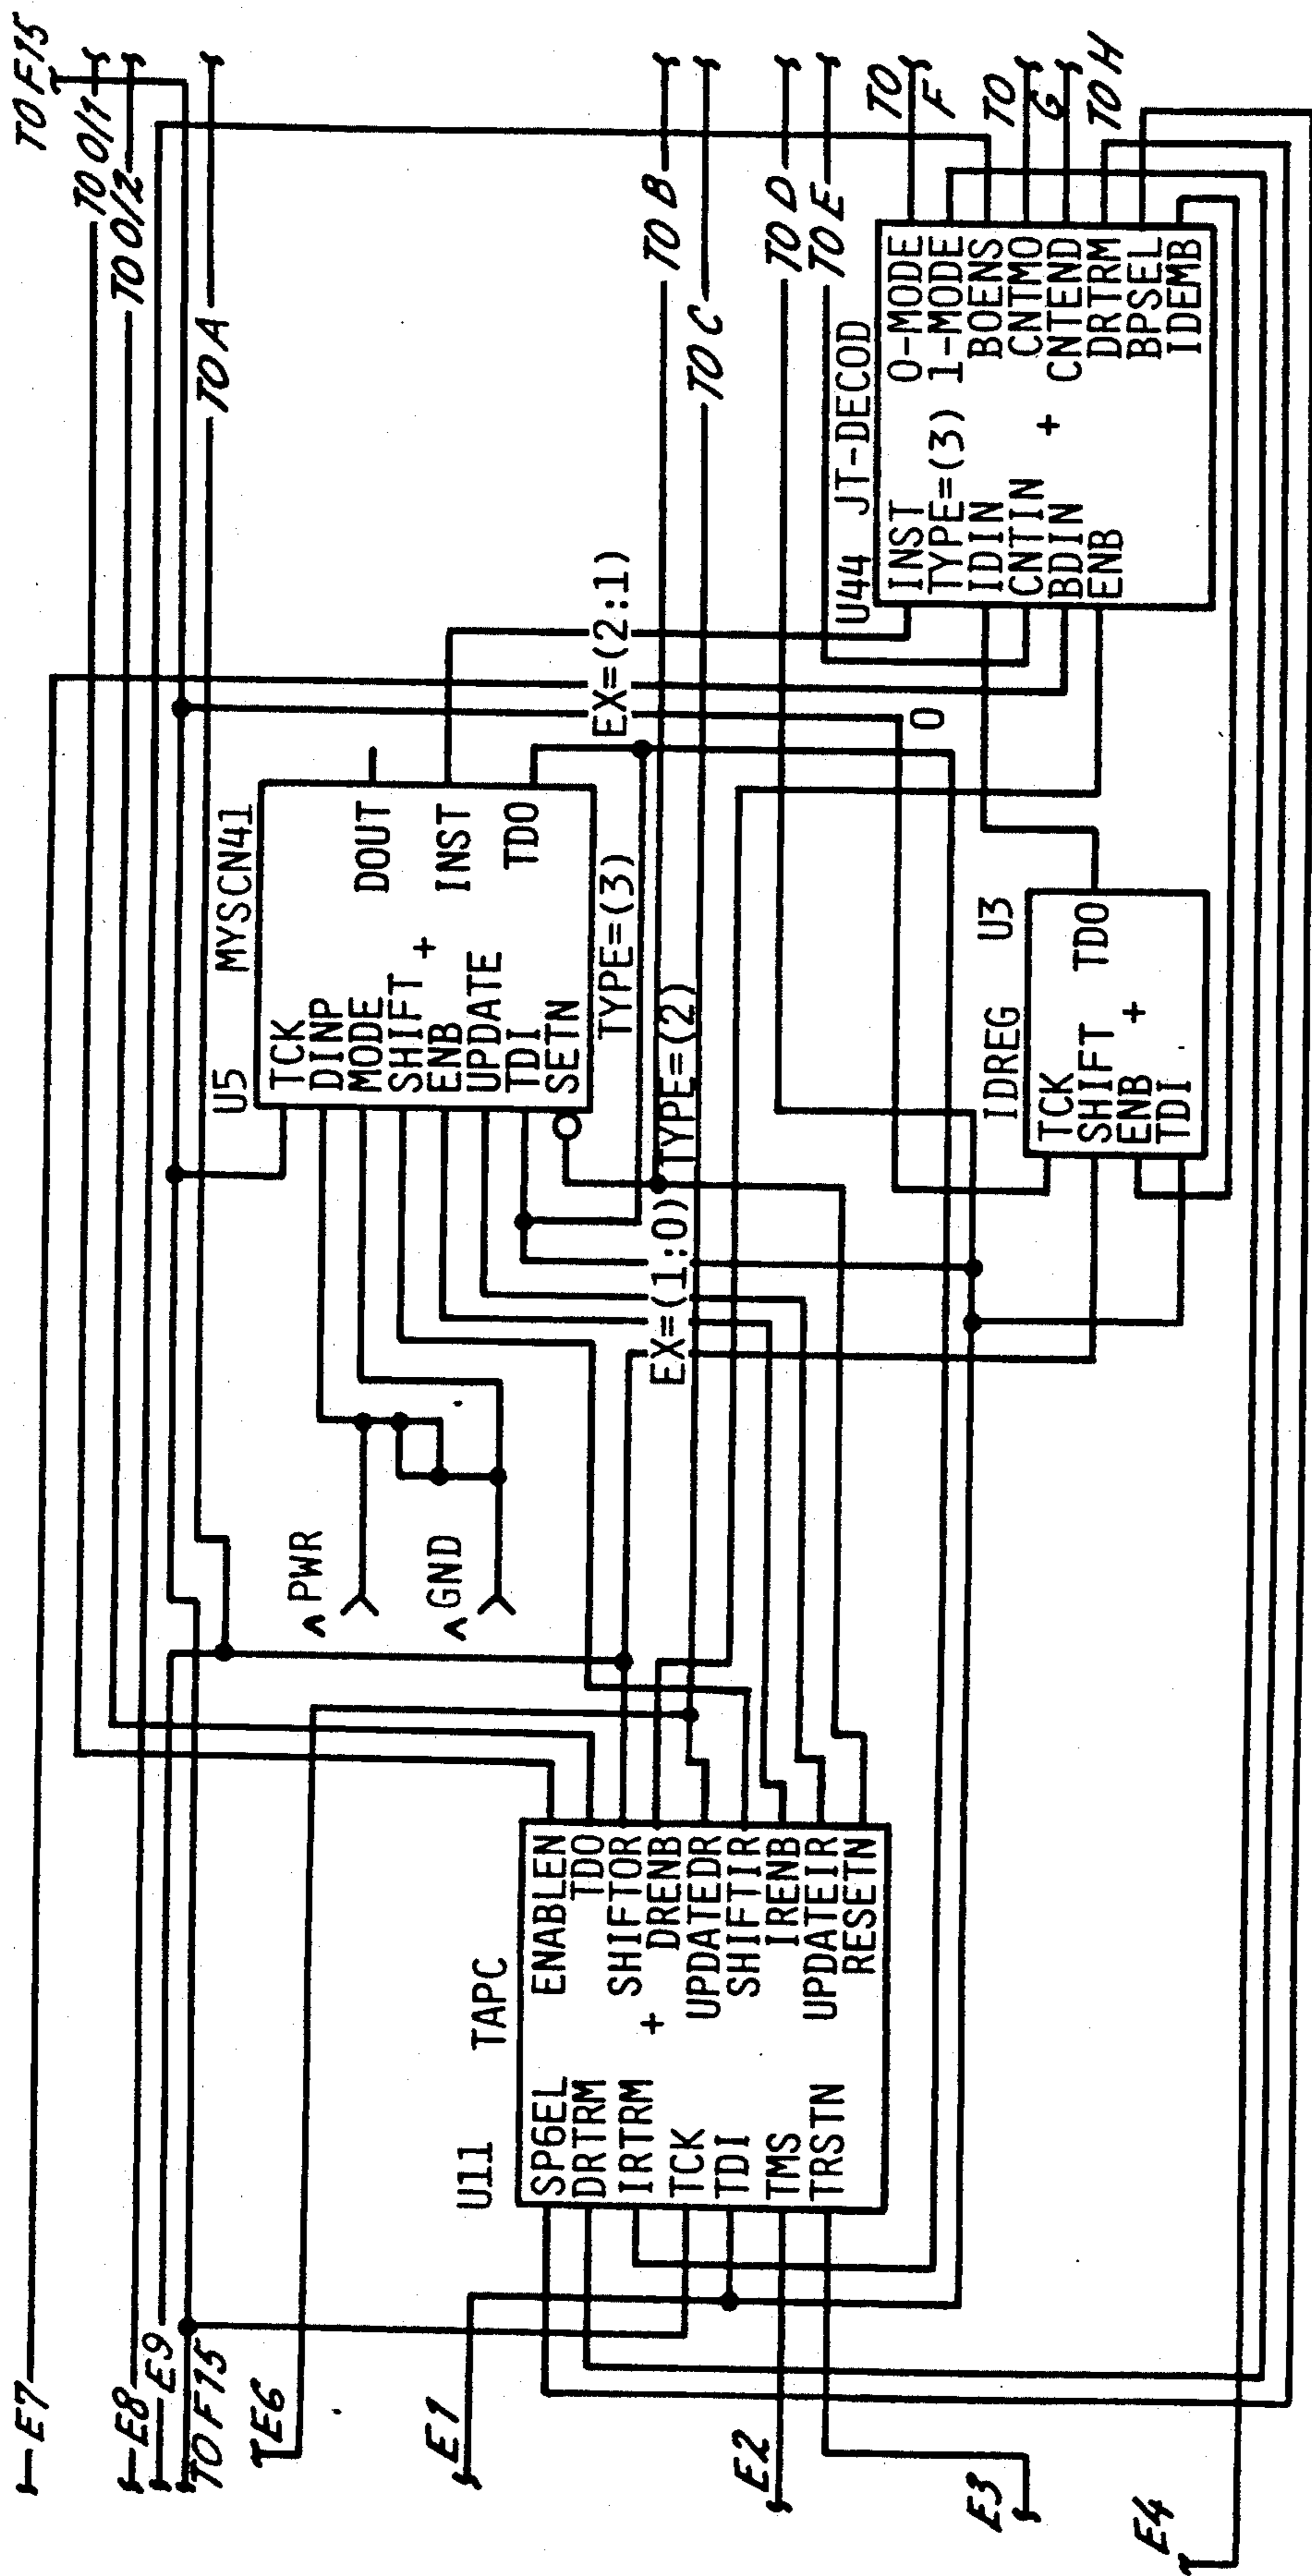 E7
E8
E9
TO F15
E6
E1
E2
E3
E4
U11 TAPC
SP6EL
DRTRM
IRTRM
TCK
TDI
TMS
TRSTN
+
ENABLEN
TDO
SHIFTOR
DRENB
UPDATEDR
SHIFTIR
IRENB
UPDATEIR
RESETN
^PWR
^GND
U5 MYSCN41
TCK
DINP
MODE
SHIFT
ENB
UPDATE
TDI
SETN
+
DOUT
INST
TDO
TYPE=(3)
EX=(1:0) TYPE=(2)
EX=(2:1)
O
IDREG U3
TCK
SHIFT
ENB
TDI
+
TDO
U44 JT-DECOD
INST
TYPE=(3)
IDIN
CNTIN
BDIN
ENB
+
O-MODE
1-MODE
BOENS
CNTMO
CNTEND
DRTRM
BPSEL
IDEMB
TO F15
TO O/1
TO O/2
TO A
TO B
TO C
TO D
TO E
TO
F
TO
G
TO H